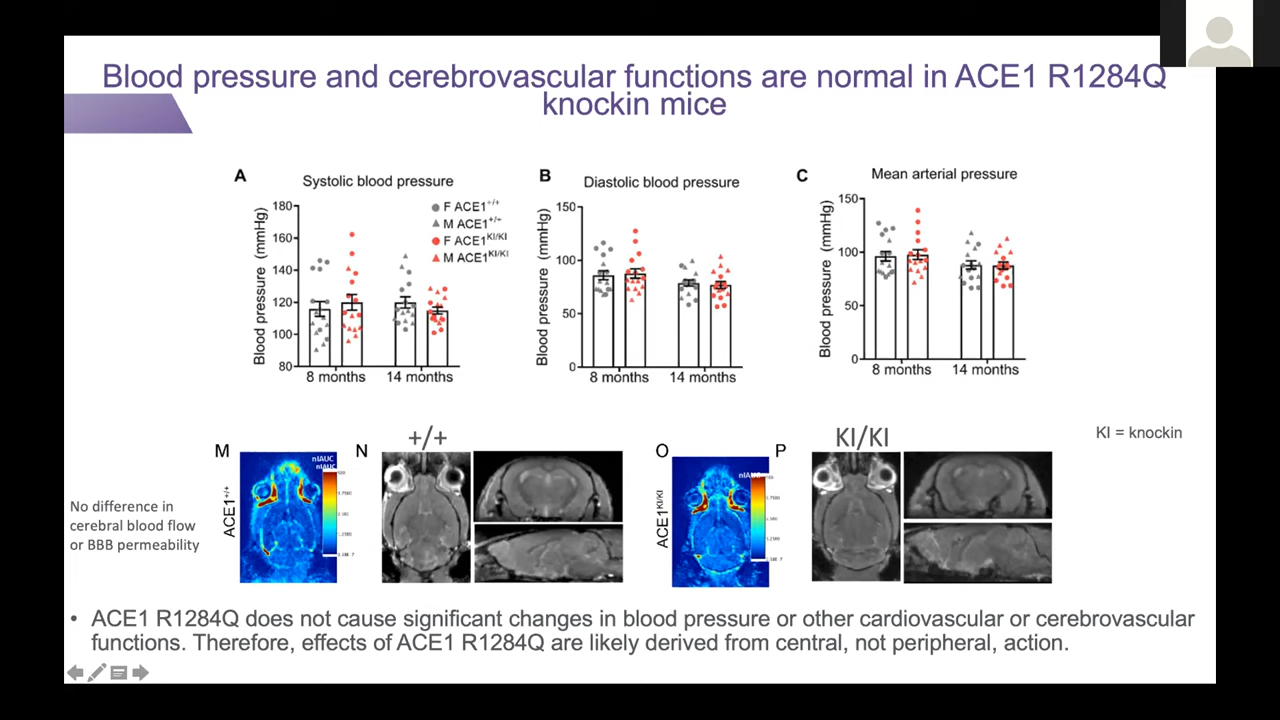 Blood pressure and cerebrovascular functions are normal in ACE1 R1284Q
knockin mice
A
Systolic blood pressure
Blood pressure (mmHg)
180
160
140
120
100
80
8 months
14 months
F ACE1+/+
M ACE1+/+
F ACE1KI/KI
M ACE1KI/KI
B
Diastolic blood pressure
Blood pressure (mmHg)
150
100
50
0
8 months
14 months
C
Mean arterial pressure
Blood pressure (mmHg)
150
100
50
0
8 months
14 months
KI = knockin
No difference in
cerebral blood flow
or BBB permeability
M
ACE1+/+
nIAUC
nIAUC
N
+/+
O
ACE1KI/KI
P
KI/KI
• ACE1 R1284Q does not cause significant changes in blood pressure or other cardiovascular or cerebrovascular
functions. Therefore, effects of ACE1 R1284Q are likely derived from central, not peripheral, action.